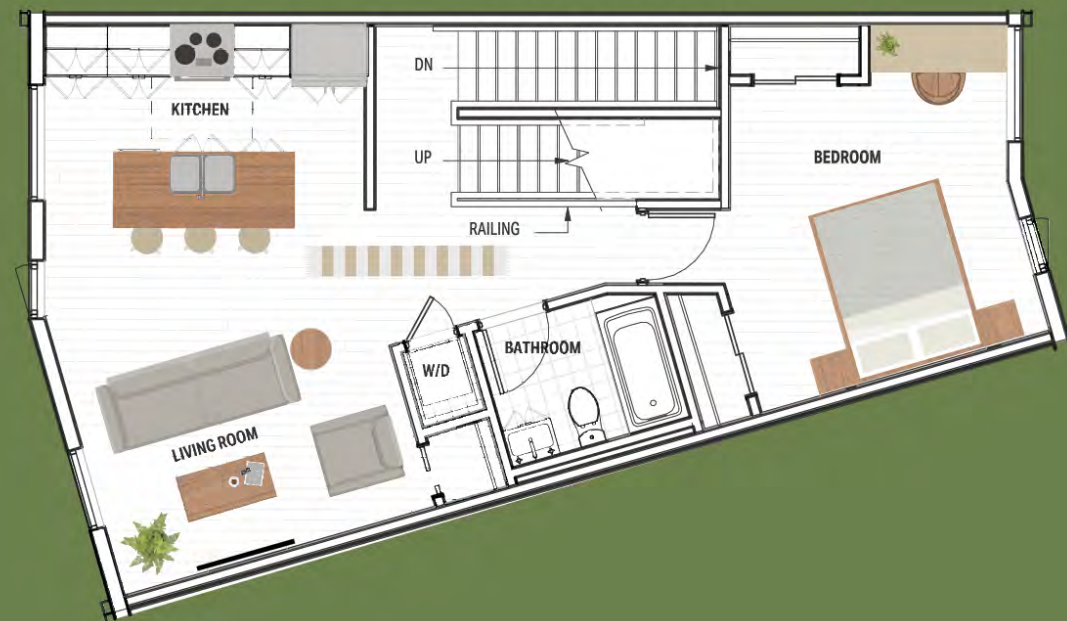 DN
KITCHEN
UP
BEDROOM
RAILING
BATHROOM
W/D
LIVING ROOM